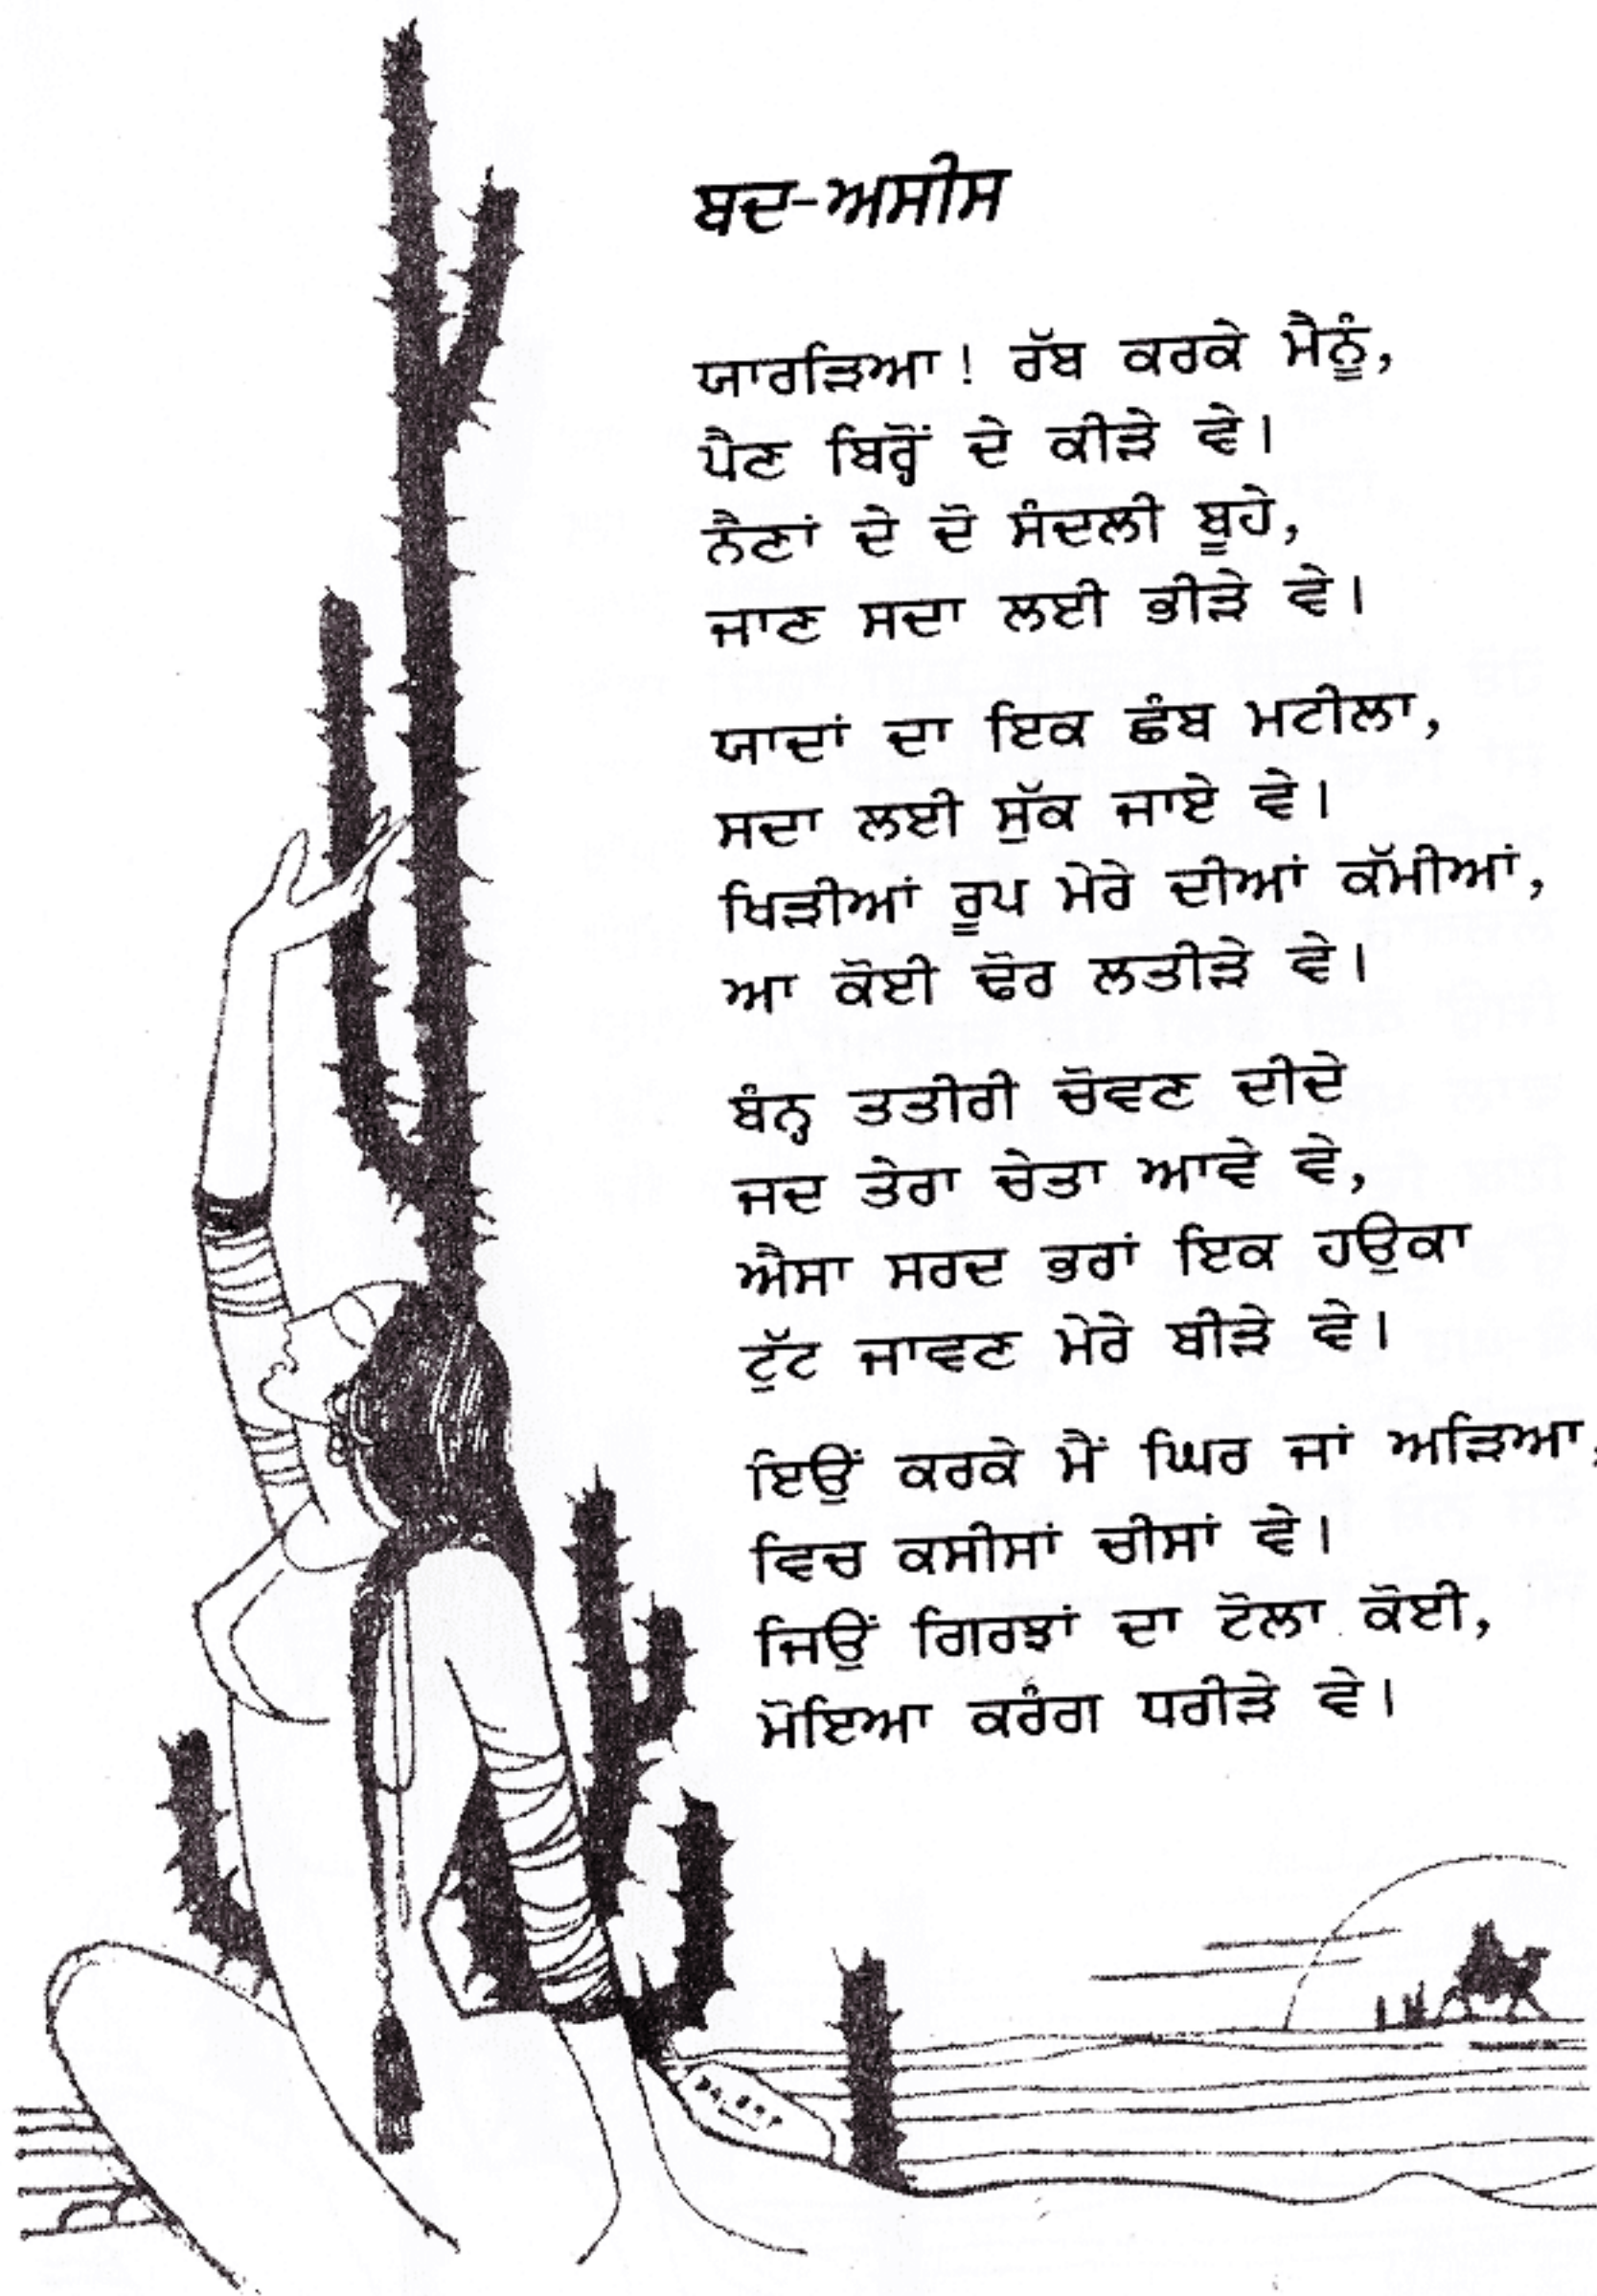 ਬਦ-ਅਸੀਸ
ਯਾਰੜਿਆ! ਰੱਬ ਕਰਕੇ ਮੈਨੂੰ,
ਪੈਣ ਬਿਰ੍ਹੋਂ ਦੇ ਕੀੜੇ ਵੇ।
ਨੈਣਾਂ ਦੇ ਦੋ ਸੰਦਲੀ ਬੂਹੇ,
ਜਾਣ ਸਦਾ ਲਈ ਭੀੜੇ ਵੇ।
ਯਾਦਾਂ ਦਾ ਇਕ ਛੰਬ ਮਟੀਲਾ,
ਸਦਾ ਲਈ ਸੁੱਕ ਜਾਏ ਵੇ।
ਖਿੜੀਆਂ ਰੂਪ ਮੇਰੇ ਦੀਆਂ ਕੱਮੀਆਂ,
ਆ ਕੋਈ ਢੋਰ ਲਤੀੜੇ ਵੇ।
ਬੰਨ੍ਹ ਤਤੀਰੀ ਚੋਵਣ ਦੀਦੇ
ਜਦ ਤੇਰਾ ਚੇਤਾ ਆਵੇ ਵੇ,
ਐਸਾ ਸਰਦ ਭਰਾਂ ਇਕ ਹਉਕਾ
ਟੁੱਟ ਜਾਵਣ ਮੇਰੇ ਬੀੜੇ ਵੇ।
ਇਉਂ ਕਰਕੇ ਮੈਂ ਘਿਰ ਜਾਂ ਅੜਿਆ,
ਵਿਚ ਕਸੀਸਾਂ ਚੀਸਾਂ ਵੇ।
ਜਿਉਂ ਗਿਰਝਾਂ ਦਾ ਟੋਲਾ ਕੋਈ,
ਮੋਇਆ ਕਰੰਗ ਧਰੀੜੇ ਵੇ।